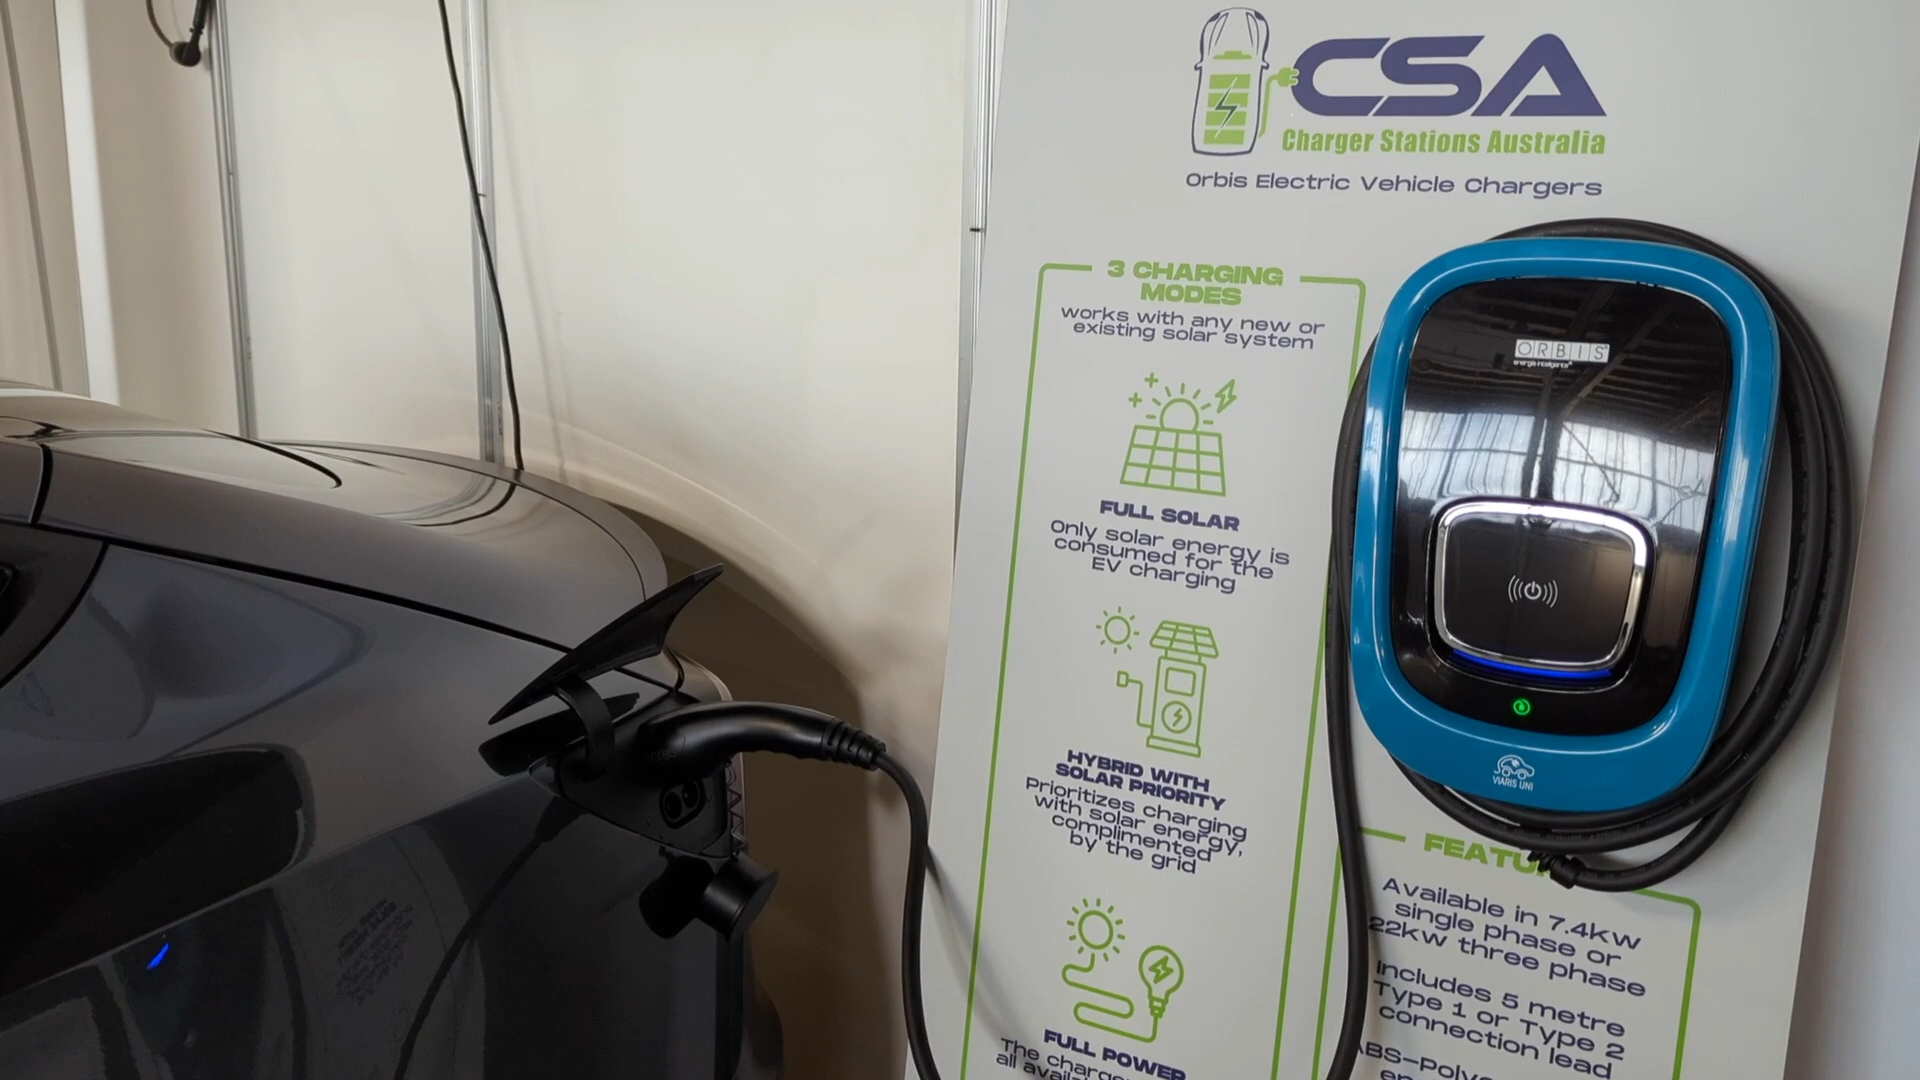 CSA
Charger Stations Australia
Orbis Electric Vehicle Chargers
3 CHARGING
MODES
works with any new or
existing solar system
FULL SOLAR
Only solar energy is
consumed for the
EV charging
HYBRID WITH
SOLAR PRIORITY
Prioritizes charging
with solar energy,
complimented
by the grid
FULL POWER
The
ORBIS
energía inteligente
VIARIS UNI
Available in 7.4kW
single phase or
22kW three phase
Includes 5 metre
Type 1 or Type 2
connection lead